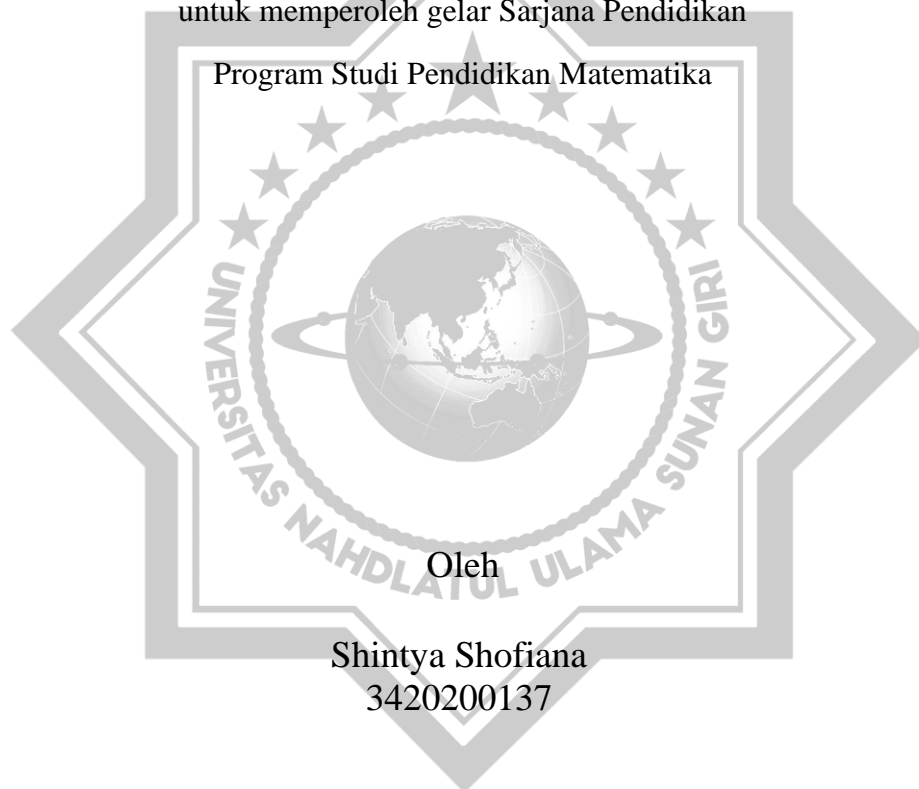 untuk memperoleh gelar Sarjana Pendidikan
Program Studi Pendidikan Matematika
UNIVERSITAS NAHDLATUL ULAMA SUNAN GIRI
Oleh
Shintya Shofiana
3420200137